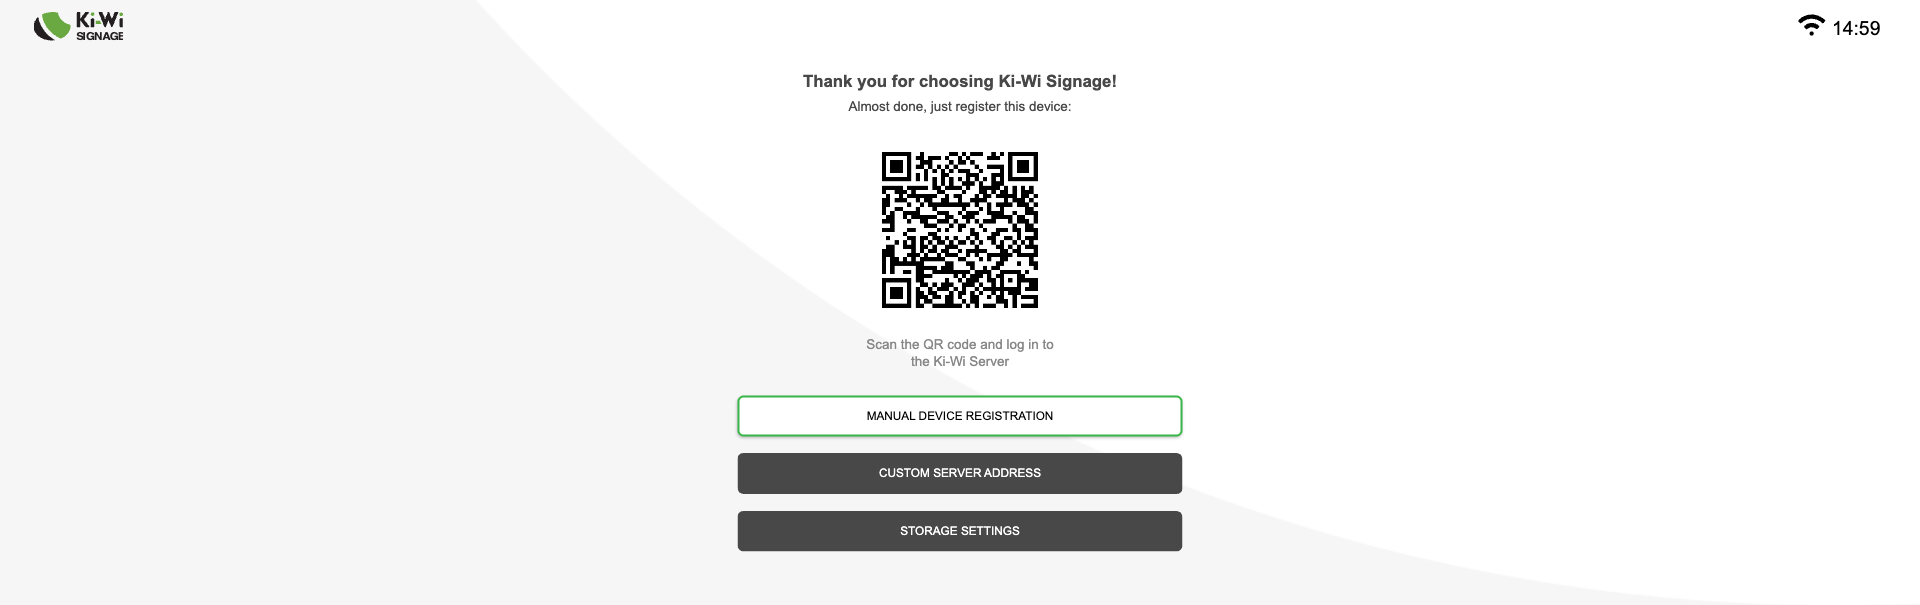 Ki-Wi
SIGNAGE
14:59
Thank you for choosing Ki-Wi Signage!
Almost done, just register this device:
Scan the QR code and log in to
the Ki-Wi Server
MANUAL DEVICE REGISTRATION
CUSTOM SERVER ADDRESS
STORAGE SETTINGS